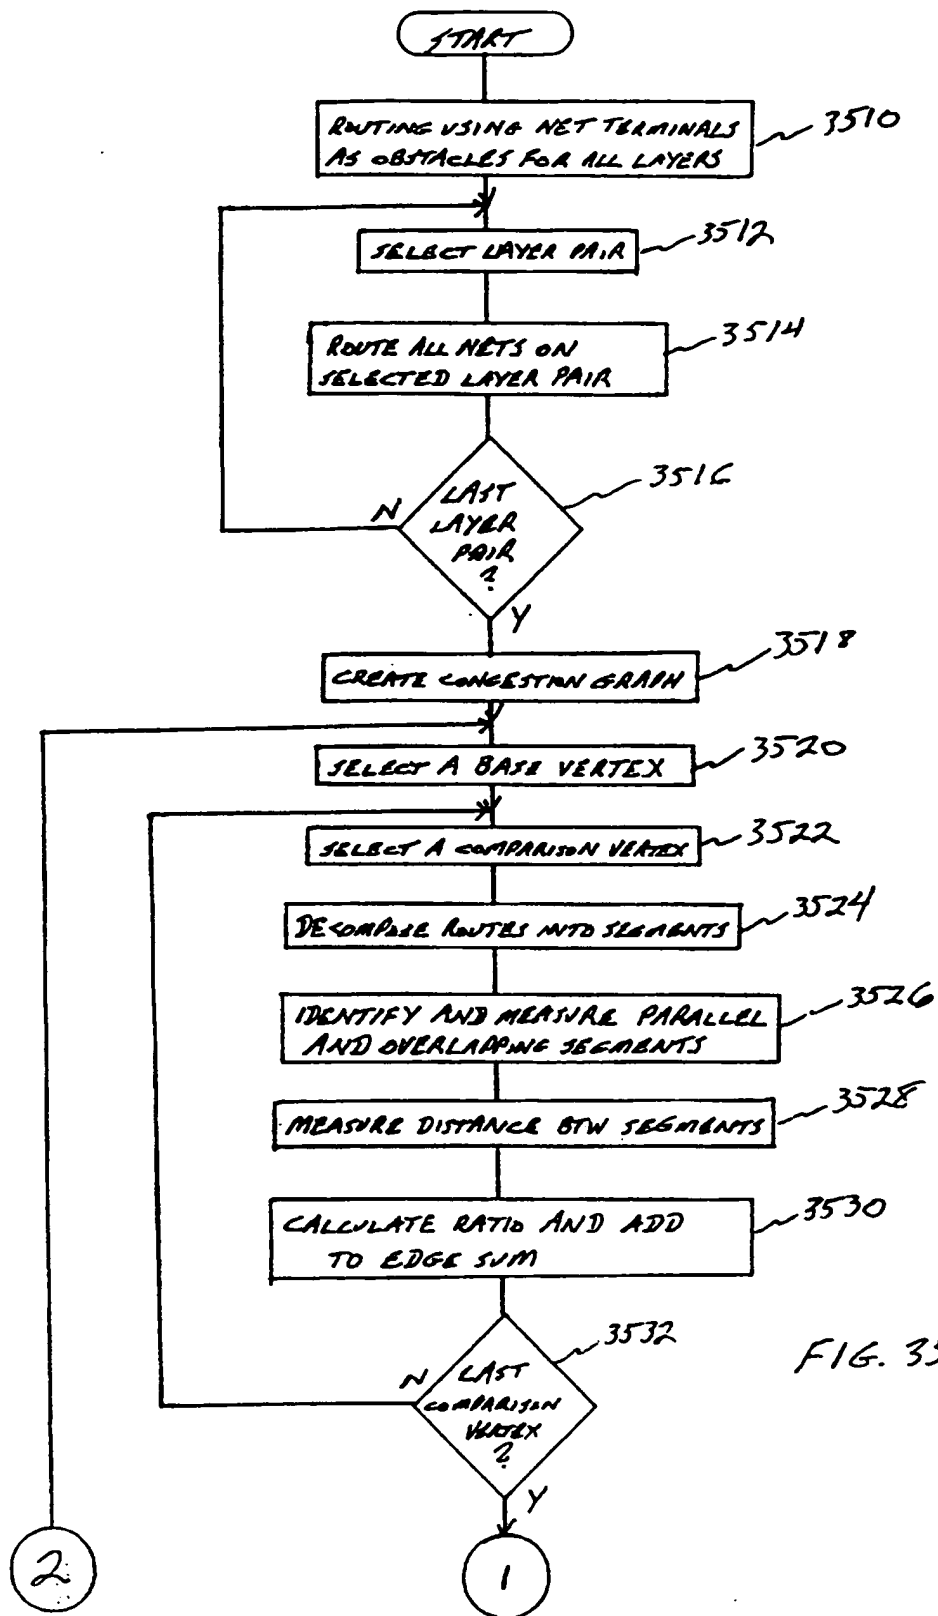 START
ROUTING USING NET TERMINALS
AS OBSTACLES FOR ALL LAYERS
3510
SELECT LAYER PAIR
3512
ROUTE ALL NETS ON
SELECTED LAYER PAIR
3514
LAST
LAYER
PAIR
?
3516
N
Y
CREATE CONGESTION GRAPH
3518
SELECT A BASE VERTEX
3520
SELECT A COMPARISON VERTEX
3522
DECOMPOSE ROUTES INTO SEGMENTS
3524
IDENTIFY AND MEASURE PARALLEL
AND OVERLAPPING SEGMENTS
3526
MEASURE DISTANCE BTW SEGMENTS
3528
CALCULATE RATIO AND ADD
TO EDGE SUM
3530
LAST
COMPARISON
VERTEX
?
3532
N
Y
FIG. 35
2
1